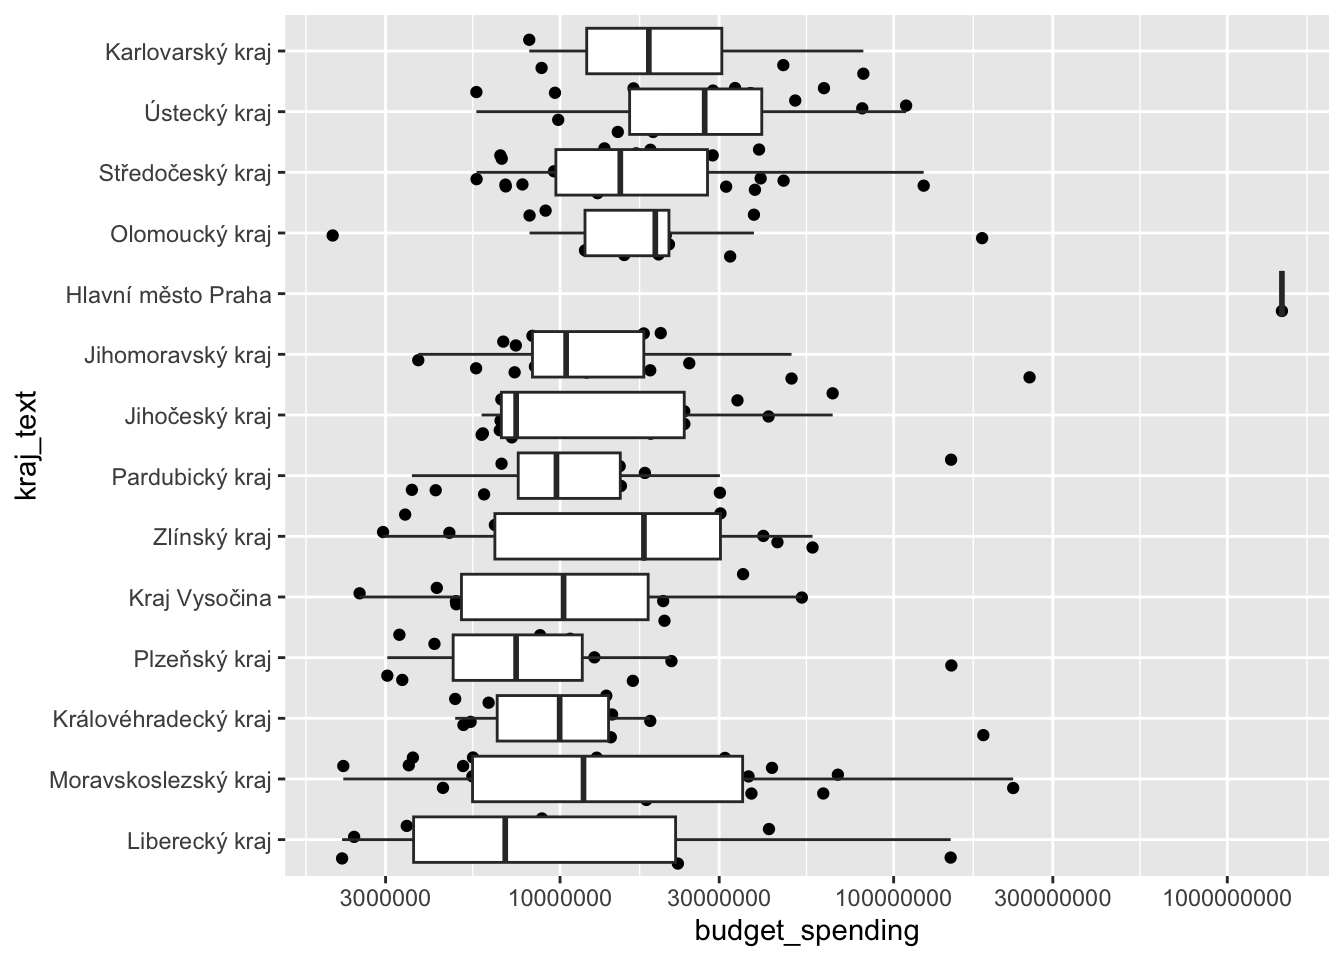 kraj_text
Karlovarský kraj
Ústecký kraj
Středočeský kraj
Olomoucký kraj
Hlavní město Praha
Jihomoravský kraj
Jihočeský kraj
Pardubický kraj
Zlínský kraj
Kraj Vysočina
Plzeňský kraj
Královéhradecký kraj
Moravskoslezský kraj
Liberecký kraj
3000000 10000000 30000000 100000000 300000000 1000000000
budget_spending